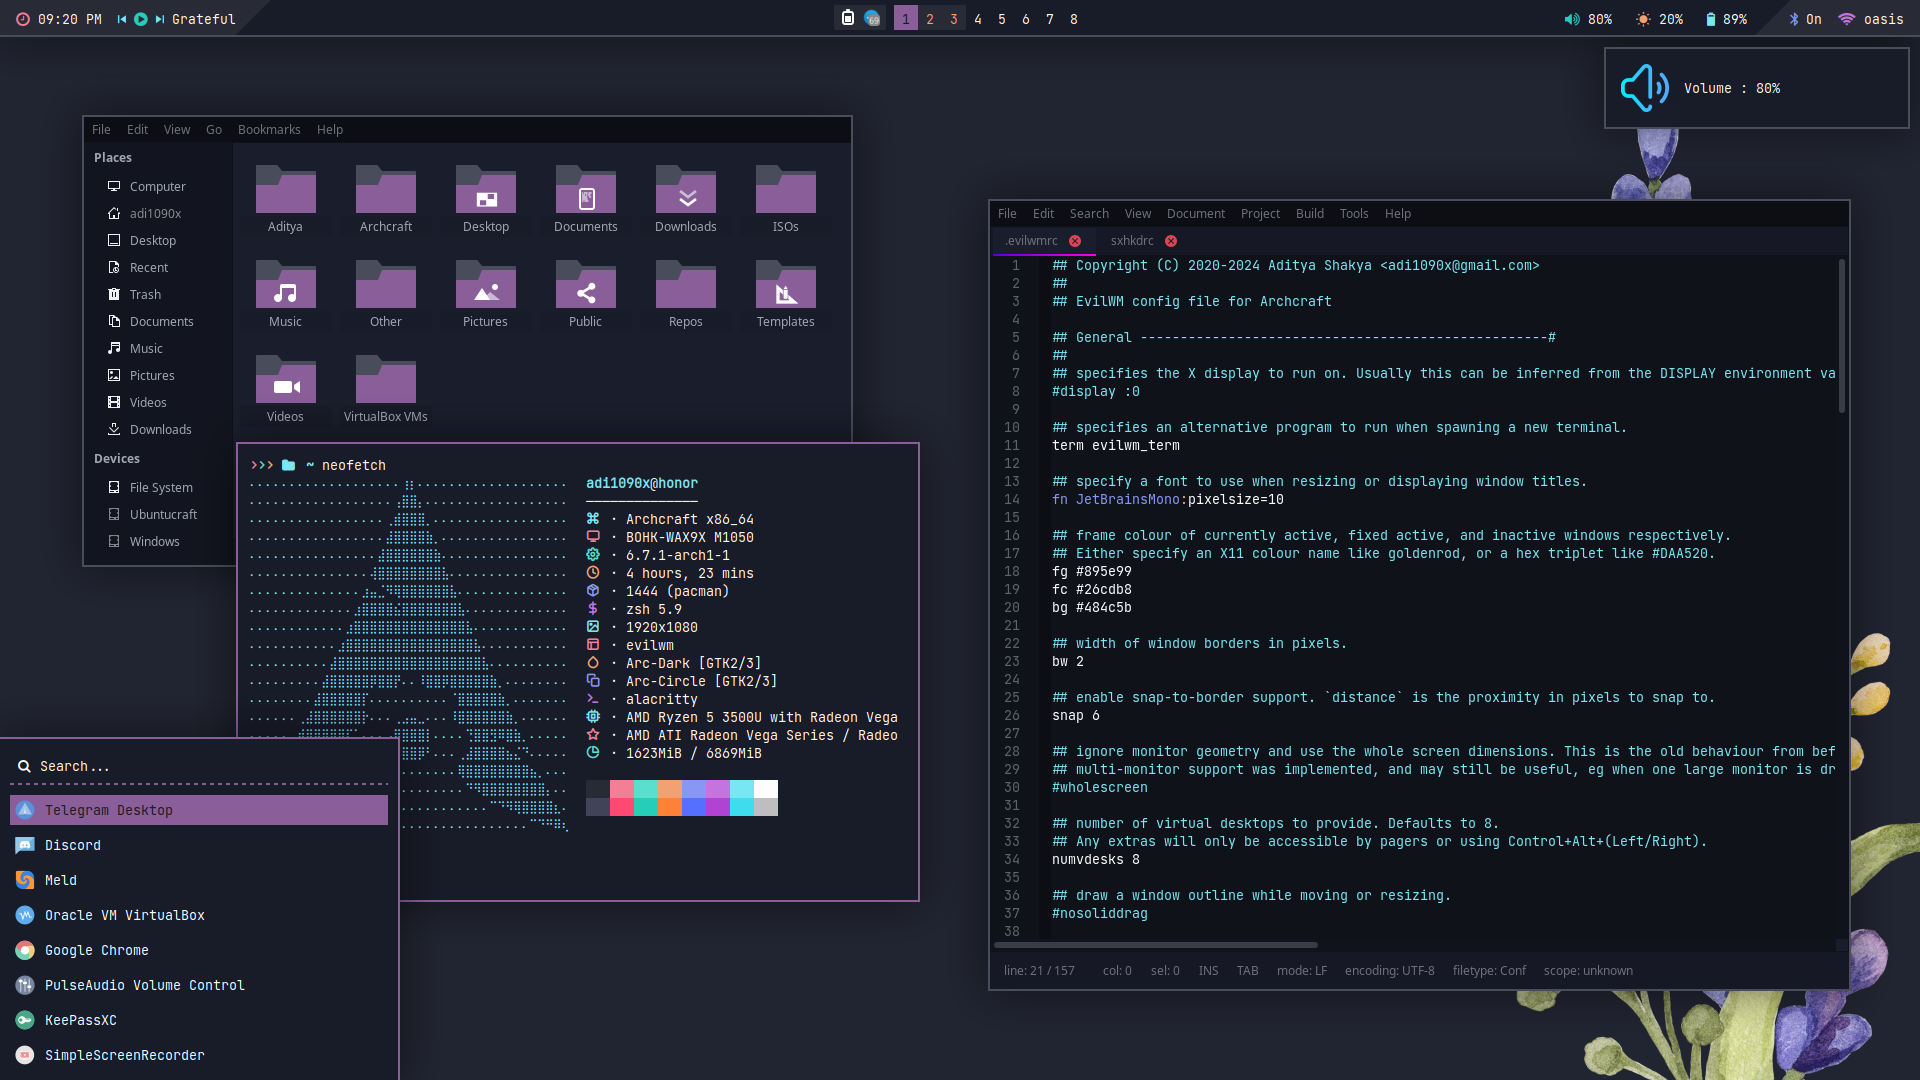 09:20 PM Grateful
69 1 2 3 4 5 6 7 8
80% 20% 89% On oasis
Volume : 80%
File Edit View Go Bookmarks Help
Places
Computer
adi1090x
Desktop
Recent
Trash
Documents
Music
Pictures
Videos
Downloads
Devices
File System
Ubuntucraft
Windows
Aditya Archcraft Desktop Documents Downloads ISOs
Music Other Pictures Public Repos Templates
Videos VirtualBox VMs
>>> ~ neofetch
adi1090x@honor
· Archcraft x86_64
· BOHK-WAX9X M1050
· 6.7.1-arch1-1
· 4 hours, 23 mins
· 1444 (pacman)
· zsh 5.9
· 1920x1080
· evilwm
· Arc-Dark [GTK2/3]
· Arc-Circle [GTK2/3]
· alacritty
· AMD Ryzen 5 3500U with Radeon Vega
· AMD ATI Radeon Vega Series / Radeo
· 1623MiB / 6869MiB
Search...
Telegram Desktop
Discord
Meld
Oracle VM VirtualBox
Google Chrome
PulseAudio Volume Control
KeePassXC
SimpleScreenRecorder
File Edit Search View Document Project Build Tools Help
.evilwmrc sxhkdrc
1 ## Copyright (C) 2020-2024 Aditya Shakya <adi1090x@gmail.com>
2 ##
3 ## EvilWM config file for Archcraft
4
5 ## General ---------------------------------------------------#
6 ##
7 ## specifies the X display to run on. Usually this can be inferred from the DISPLAY environment va
8 #display :0
9
10 ## specifies an alternative program to run when spawning a new terminal.
11 term evilwm_term
12
13 ## specify a font to use when resizing or displaying window titles.
14 fn JetBrainsMono:pixelsize=10
15
16 ## frame colour of currently active, fixed active, and inactive windows respectively.
17 ## Either specify an X11 colour name like goldenrod, or a hex triplet like #DAA520.
18 fg #895e99
19 fc #26cdb8
20 bg #484c5b
21
22 ## width of window borders in pixels.
23 bw 2
24
25 ## enable snap-to-border support. `distance` is the proximity in pixels to snap to.
26 snap 6
27
28 ## ignore monitor geometry and use the whole screen dimensions. This is the old behaviour from bef
29 ## multi-monitor support was implemented, and may still be useful, eg when one large monitor is dr
30 #wholescreen
31
32 ## number of virtual desktops to provide. Defaults to 8.
33 ## Any extras will only be accessible by pagers or using Control+Alt+(Left/Right).
34 numvdesks 8
35
36 ## draw a window outline while moving or resizing.
37 #nosoliddrag
38
line: 21 / 157 col: 0 sel: 0 INS TAB mode: LF encoding: UTF-8 filetype: Conf scope: unknown